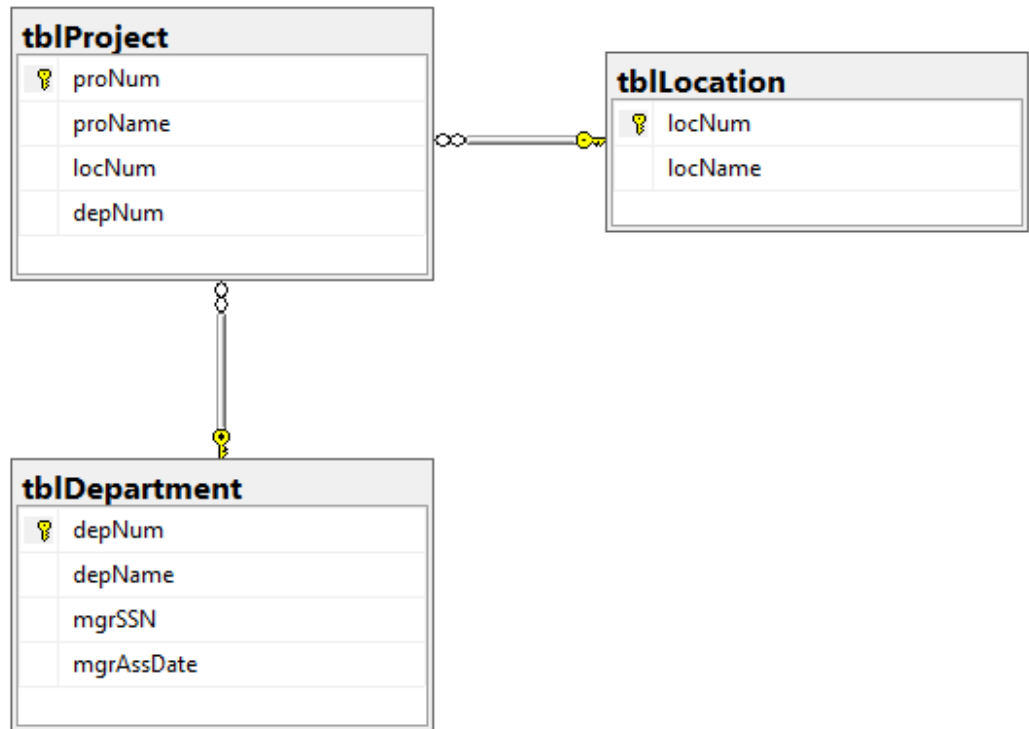 tblProject
proNum
proName
locNum
depNum
tblLocation
locNum
locName
tblDepartment
depNum
depName
mgrSSN
mgrAssDate